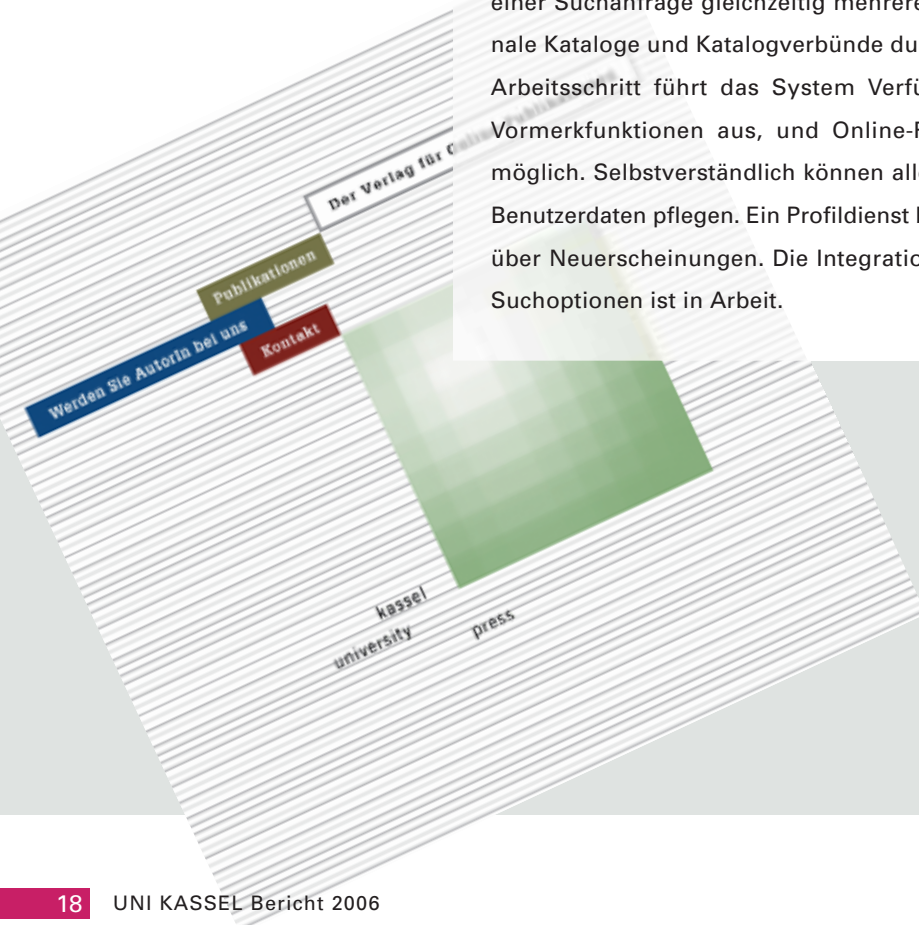 einer Suchanfrage gleichzeitig mehrere
nale Kataloge und Katalogverbünde du
Arbeitsschritt führt das System Verfü
Vormerkfunktionen aus, und Online-
möglich. Selbstverständlich können all
Benutzerdaten pflegen. Ein Profildienst
über Neuerscheinungen. Die Integratio
Suchoptionen ist in Arbeit.
Der Verlag für Online-Publikationen
Publikationen
Werden Sie AutorIn bei uns
Kontakt
kassel
university press
18 UNI KASSEL Bericht 2006